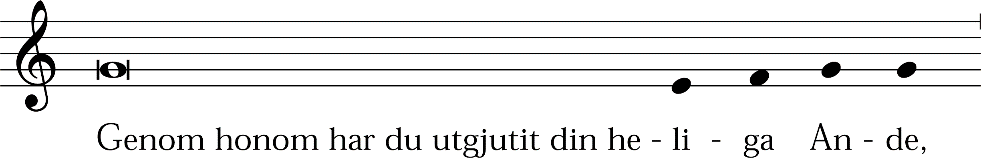 Genom honom har du utgjutit din he - li - ga An - de,